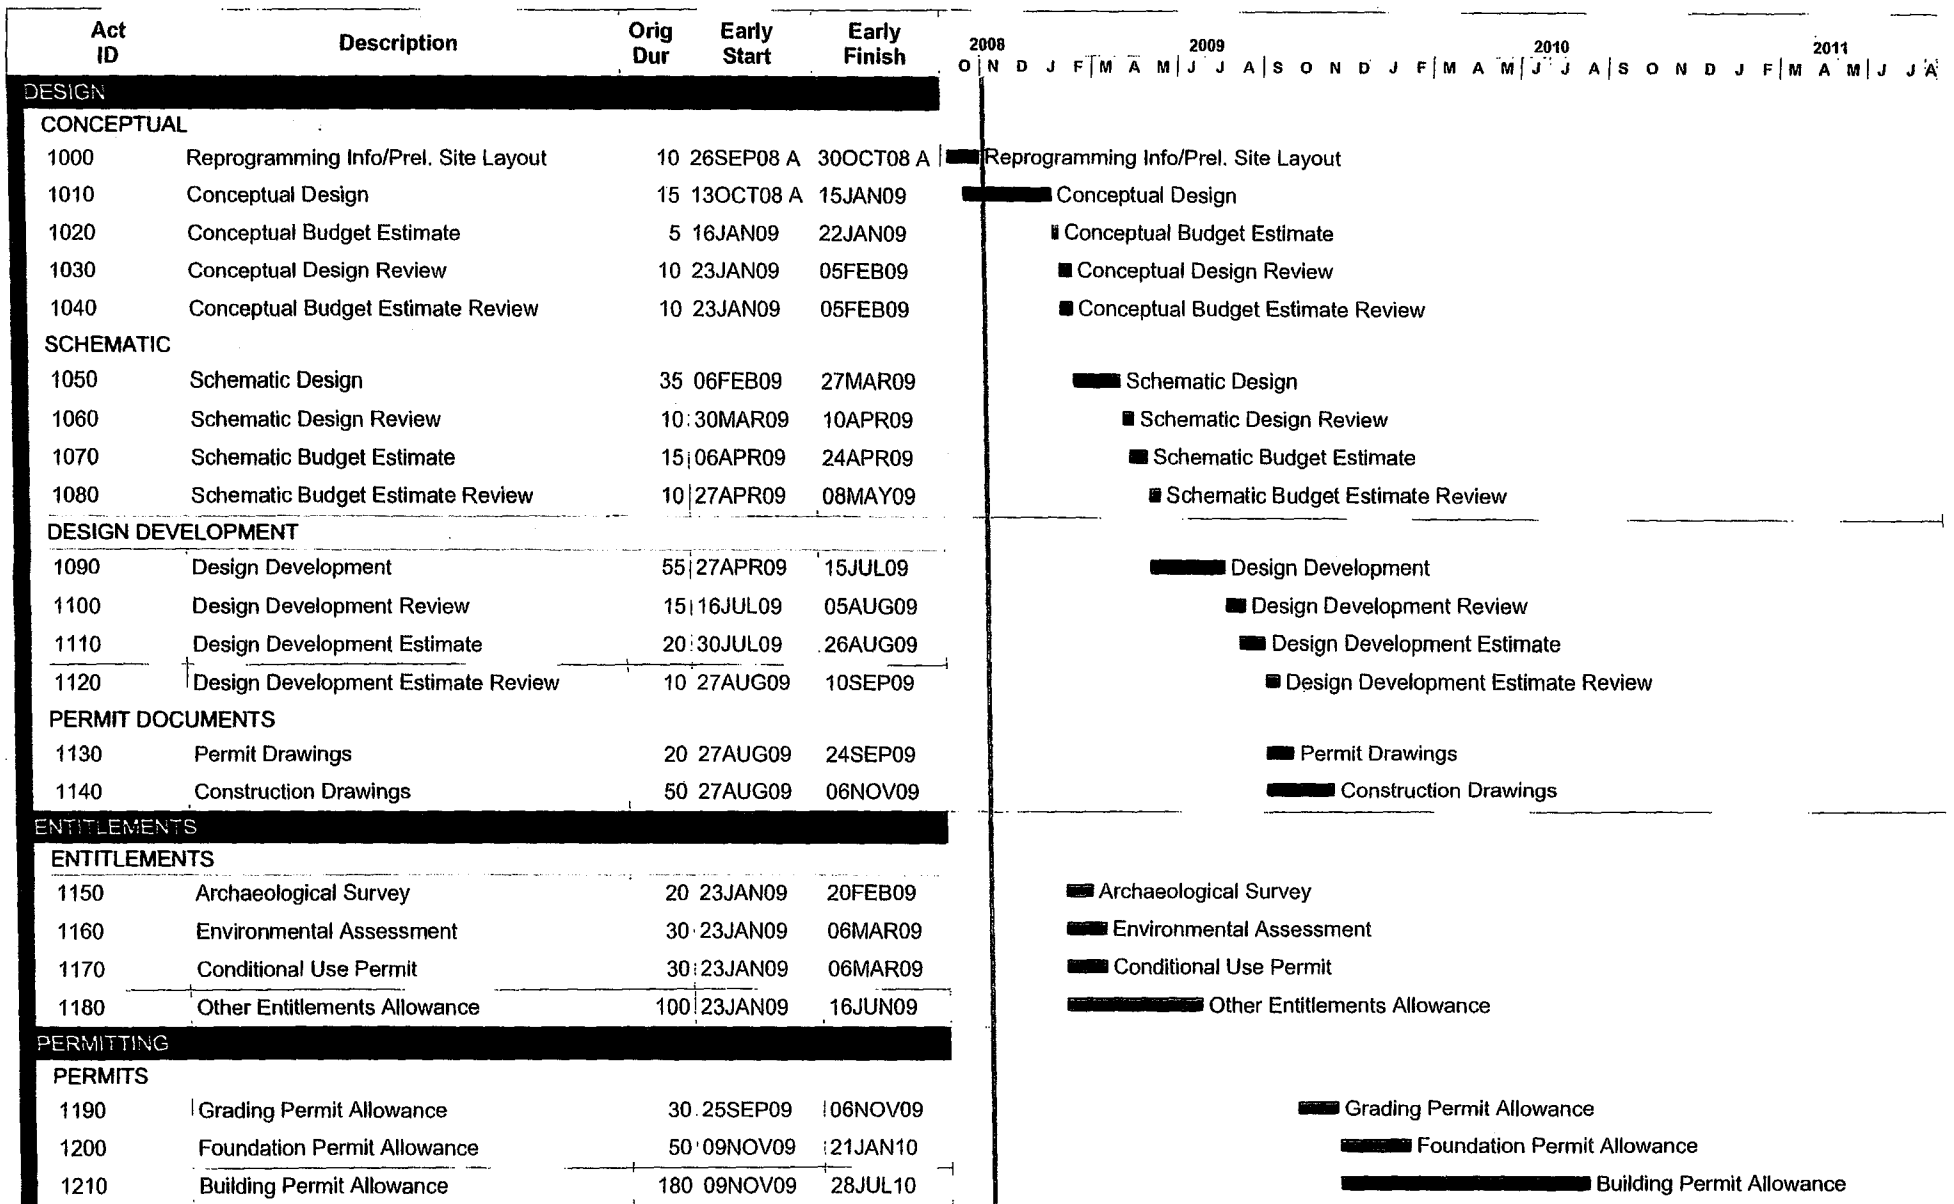 Act ID Description Orig Dur Early Start Early Finish
2008 2009 2010 2011
O N D J F M A M J J A S O N D J F M A M J J A S O N D J F M A M J J A
DESIGN
CONCEPTUAL
1000 Reprogramming Info/Prel. Site Layout 10 26SEP08 A 30OCT08 A Reprogramming Info/Prel. Site Layout
1010 Conceptual Design 15 13OCT08 A 15JAN09 Conceptual Design
1020 Conceptual Budget Estimate 5 16JAN09 22JAN09 Conceptual Budget Estimate
1030 Conceptual Design Review 10 23JAN09 05FEB09 Conceptual Design Review
1040 Conceptual Budget Estimate Review 10 23JAN09 05FEB09 Conceptual Budget Estimate Review
SCHEMATIC
1050 Schematic Design 35 06FEB09 27MAR09 Schematic Design
1060 Schematic Design Review 10 30MAR09 10APR09 Schematic Design Review
1070 Schematic Budget Estimate 15 06APR09 24APR09 Schematic Budget Estimate
1080 Schematic Budget Estimate Review 10 27APR09 08MAY09 Schematic Budget Estimate Review
DESIGN DEVELOPMENT
1090 Design Development 55 27APR09 15JUL09 Design Development
1100 Design Development Review 15 16JUL09 05AUG09 Design Development Review
1110 Design Development Estimate 20 30JUL09 26AUG09 Design Development Estimate
1120 Design Development Estimate Review 10 27AUG09 10SEP09 Design Development Estimate Review
PERMIT DOCUMENTS
1130 Permit Drawings 20 27AUG09 24SEP09 Permit Drawings
1140 Construction Drawings 50 27AUG09 06NOV09 Construction Drawings
ENTITLEMENTS
ENTITLEMENTS
1150 Archaeological Survey 20 23JAN09 20FEB09 Archaeological Survey
1160 Environmental Assessment 30 23JAN09 06MAR09 Environmental Assessment
1170 Conditional Use Permit 30 23JAN09 06MAR09 Conditional Use Permit
1180 Other Entitlements Allowance 100 23JAN09 16JUN09 Other Entitlements Allowance
PERMITTING
PERMITS
1190 Grading Permit Allowance 30 25SEP09 06NOV09 Grading Permit Allowance
1200 Foundation Permit Allowance 50 09NOV09 21JAN10 Foundation Permit Allowance
1210 Building Permit Allowance 180 09NOV09 28JUL10 Building Permit Allowance